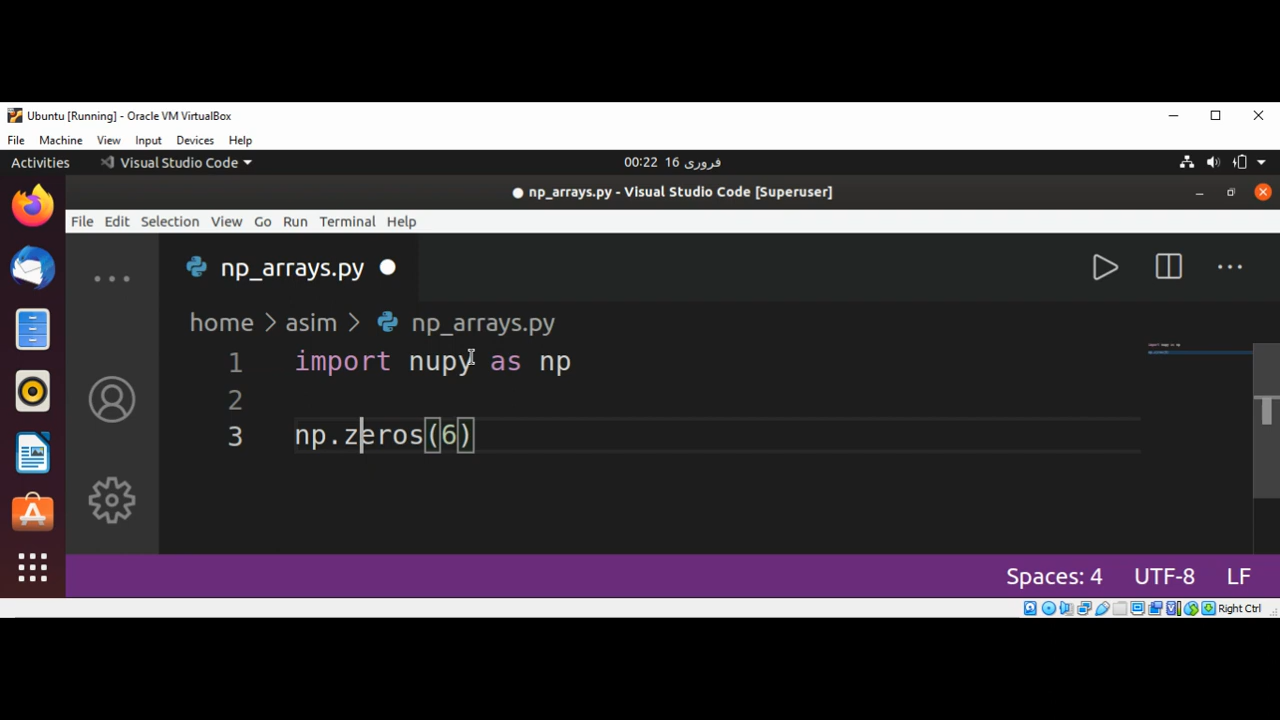 Ubuntu [Running] - Oracle VM VirtualBox
File Machine View Input Devices Help
Activities Visual Studio Code 00:22 16 فروری
● np_arrays.py - Visual Studio Code [Superuser]
File Edit Selection View Go Run Terminal Help
np_arrays.py
home > asim > np_arrays.py
1 import nupy as np
2
3 np.zeros(6)
Spaces: 4 UTF-8 LF
Right Ctrl